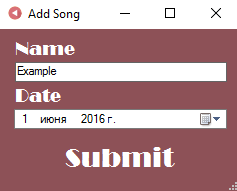 Add Song
Name
Example
Date
1 июня 2016 г.
Submit